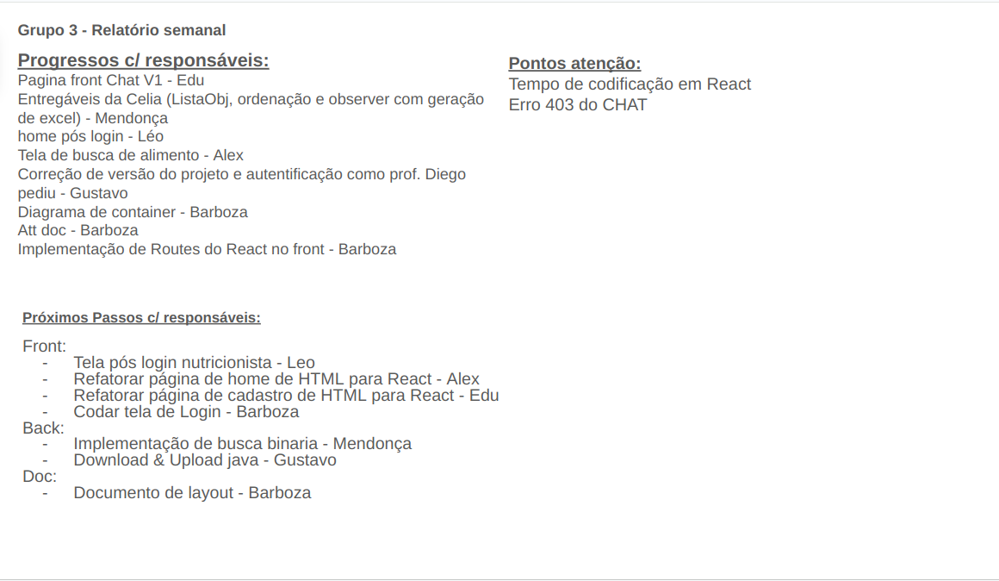 Grupo 3 - Relatório semanal
Progressos c/ responsáveis:
Pagina front Chat V1 - Edu
Entregáveis da Celia (ListaObj, ordenação e observer com geração
de excel) - Mendonça
home pós login - Léo
Tela de busca de alimento - Alex
Correção de versão do projeto e autentificação como prof. Diego
pediu - Gustavo
Diagrama de container - Barboza
Att doc - Barboza
Implementação de Routes do React no front - Barboza
Pontos atenção:
Tempo de codificação em React
Erro 403 do CHAT
Próximos Passos c/ responsáveis:
Front:
- Tela pós login nutricionista - Leo
- Refatorar página de home de HTML para React - Alex
- Refatorar página de cadastro de HTML para React - Edu
- Codar tela de Login - Barboza
Back:
- Implementação de busca binaria - Mendonça
- Download & Upload java - Gustavo
Doc:
- Documento de layout - Barboza